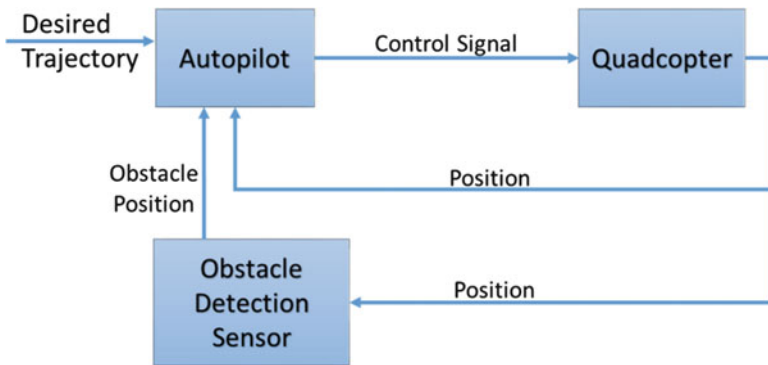 Desired
Trajectory
Autopilot
Control Signal
Quadcopter
Obstacle
Position
Position
Obstacle
Detection
Sensor
Position